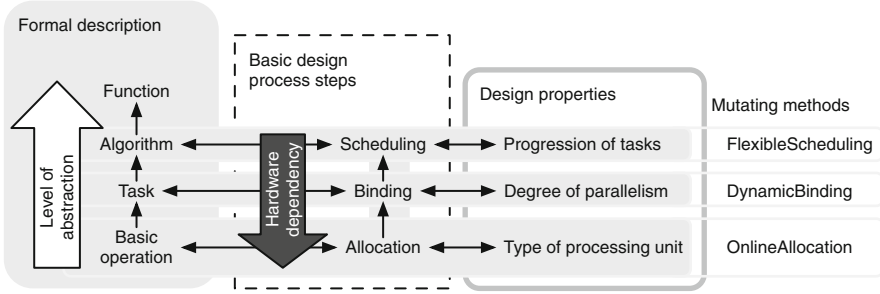 Formal description
Basic design
process steps
Design properties
Mutating methods
Function
Algorithm
Scheduling
Progression of tasks
FlexibleScheduling
Task
Binding
Degree of parallelism
DynamicBinding
Basic
operation
Allocation
Type of processing unit
OnlineAllocation
Level of
abstraction
Hardware
dependency